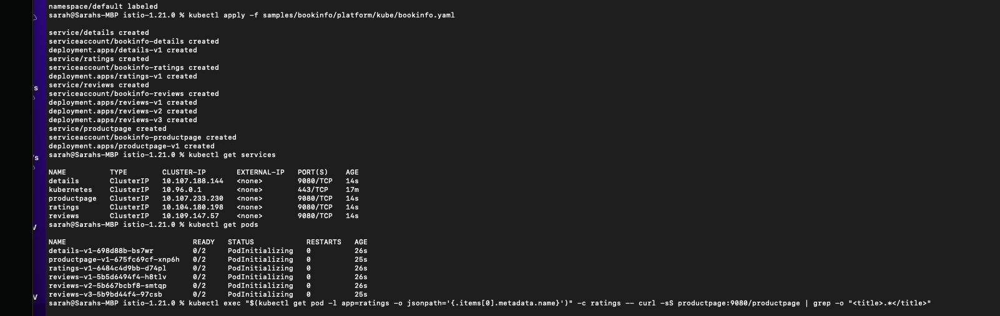 namespace/default labeled
sarah@Sarahs-MBP istio-1.21.0 % kubectl apply -f samples/bookinfo/platform/kube/bookinfo.yaml
service/details created
serviceaccount/bookinfo-details created
deployment.apps/details-v1 created
service/ratings created
serviceaccount/bookinfo-ratings created
deployment.apps/ratings-v1 created
service/reviews created
serviceaccount/bookinfo-reviews created
deployment.apps/reviews-v1 created
deployment.apps/reviews-v2 created
deployment.apps/reviews-v3 created
service/productpage created
serviceaccount/bookinfo-productpage created
deployment.apps/productpage-v1 created
sarah@Sarahs-MBP istio-1.21.0 % kubectl get services
NAME TYPE CLUSTER-IP EXTERNAL-IP PORT(S) AGE
details ClusterIP 10.107.188.144 <none> 9080/TCP 14s
kubernetes ClusterIP 10.96.0.1 <none> 443/TCP 17m
productpage ClusterIP 10.107.233.230 <none> 9080/TCP 14s
ratings ClusterIP 10.104.180.198 <none> 9080/TCP 14s
reviews ClusterIP 10.109.147.57 <none> 9080/TCP 14s
sarah@Sarahs-MBP istio-1.21.0 % kubectl get pods
NAME READY STATUS RESTARTS AGE
details-v1-698d88b-bs7wr 0/2 PodInitializing 0 26s
productpage-v1-675fc69cf-xnp6h 0/2 PodInitializing 0 25s
ratings-v1-6484c4d9bb-d74pl 0/2 PodInitializing 0 26s
reviews-v1-5b5d6494f4-h8tlv 0/2 PodInitializing 0 26s
reviews-v2-5b667bcbf8-smtqp 0/2 PodInitializing 0 26s
reviews-v3-5b9bd44f4-97csb 0/2 PodInitializing 0 25s
sarah@Sarahs-MBP istio-1.21.0 % kubectl exec "$(kubectl get pod -l app=ratings -o jsonpath='{.items[0].metadata.name}')" -c ratings -- curl -sS productpage:9080/productpage | grep -o "<title>.*</title>"